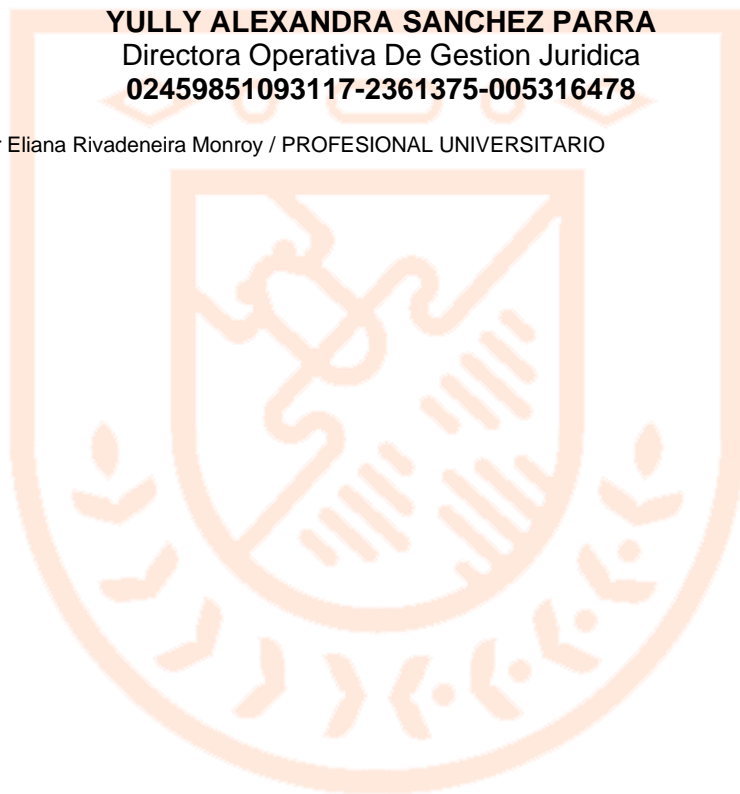 YULLY ALEXANDRA SANCHEZ PARRA
Directora Operativa De Gestion Juridica
02459851093117-2361375-005316478
Eliana Rivadeneira Monroy / PROFESIONAL UNIVERSITARIO